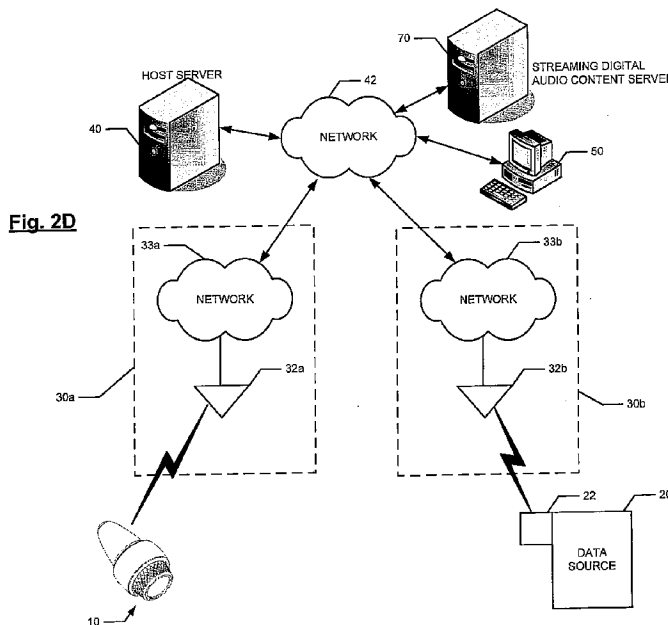 70
HOST SERVER
42
STREAMING DIGITAL
AUDIO CONTENT SERVER
40
NETWORK
50
Fig. 2D
33a
33b
NETWORK
NETWORK
32a
32b
30a
30b
22
20
DATA
SOURCE
10